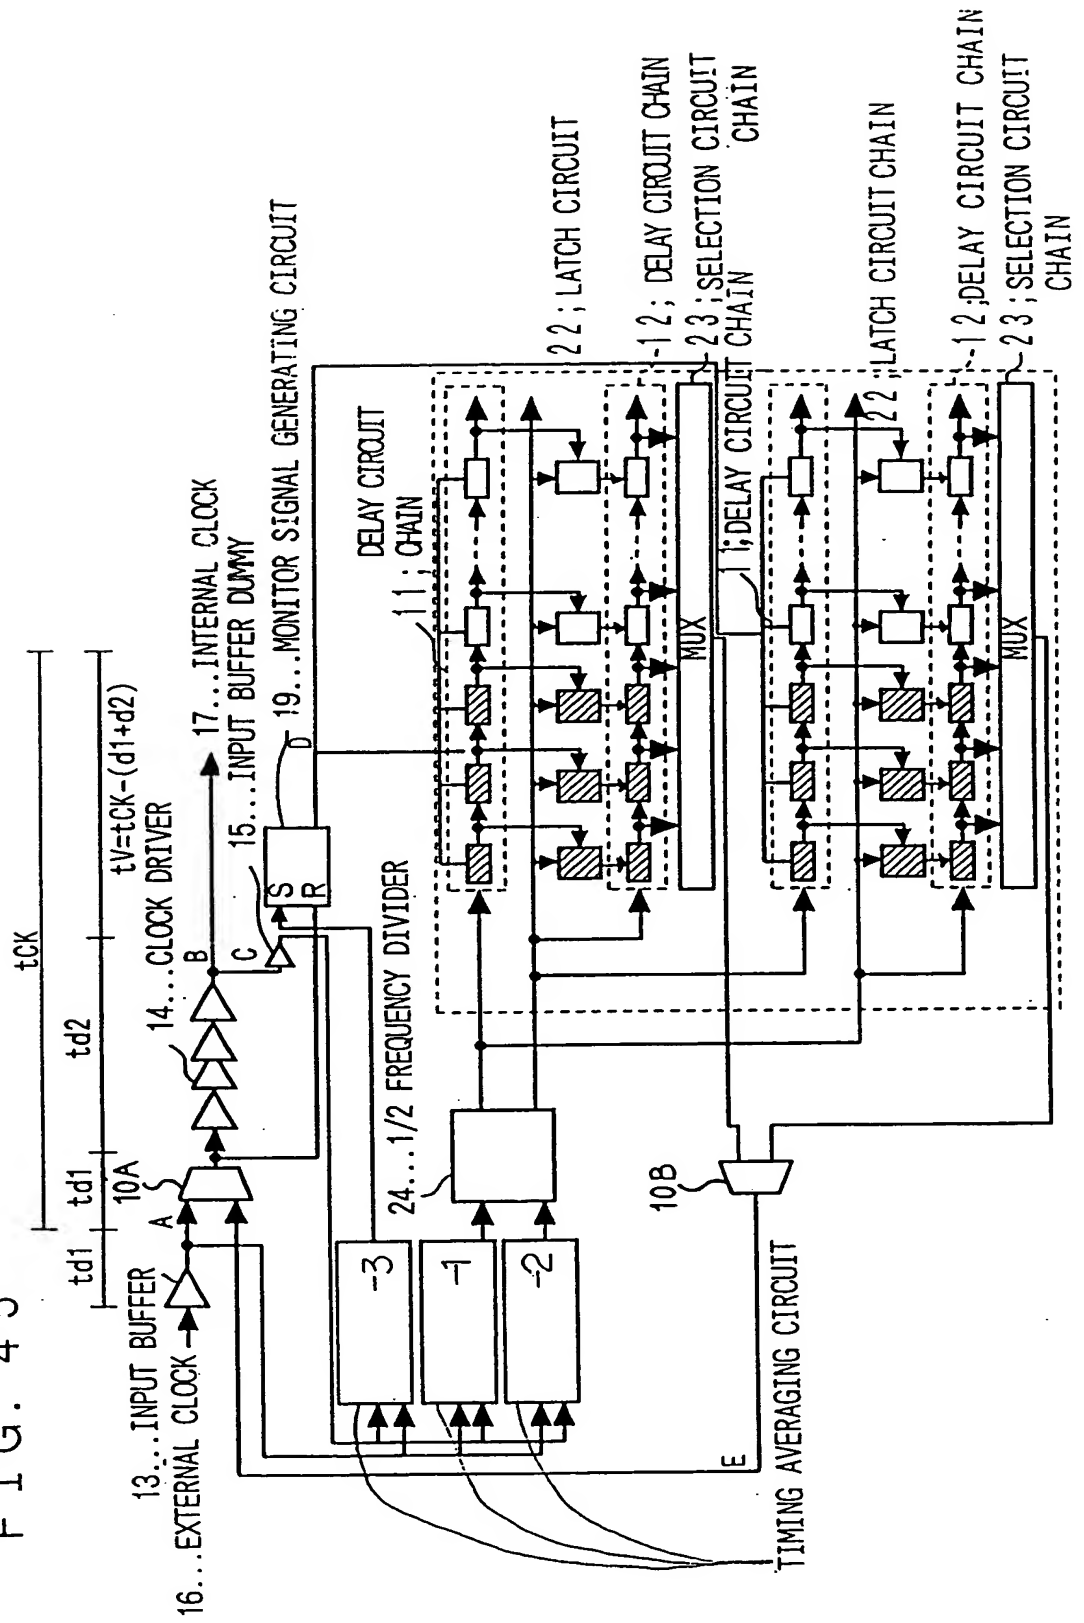 FIG. 43
tCK
td1
td1
td2
tV=tCK-(d1+d2)
13...INPUT BUFFER
16...EXTERNAL CLOCK
A
10A
14...CLOCK DRIVER
B
C
17...INTERNAL CLOCK
15...INPUT BUFFER DUMMY
19...MONITOR SIGNAL GENERATING CIRCUIT
S
R
D
-3
-1
-2
24...1/2 FREQUENCY DIVIDER
DELAY CIRCUIT
11; CHAIN
22; LATCH CIRCUIT
12; DELAY CIRCUIT CHAIN
MUX
23; SELECTION CIRCUIT
CHAIN
11; DELAY CIRCUIT CHAIN
22; LATCH CIRCUIT CHAIN
12; DELAY CIRCUIT CHAIN
MUX
23; SELECTION CIRCUIT
CHAIN
10B
E
TIMING AVERAGING CIRCUIT